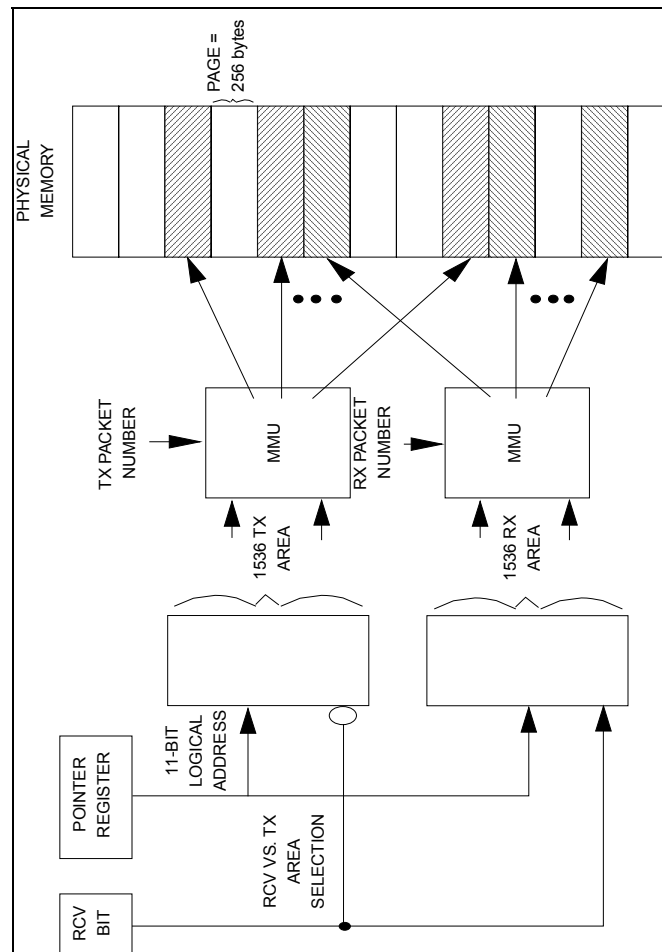 PHYSICAL
MEMORY
PAGE =
256 bytes
TX PACKET
NUMBER
MMU
RX PACKET
NUMBER
MMU
1536 TX
AREA
1536 RX
AREA
11-BIT
LOGICAL
ADDRESS
POINTER
REGISTER
RCV VS. TX
AREA
SELECTION
RCV
BIT